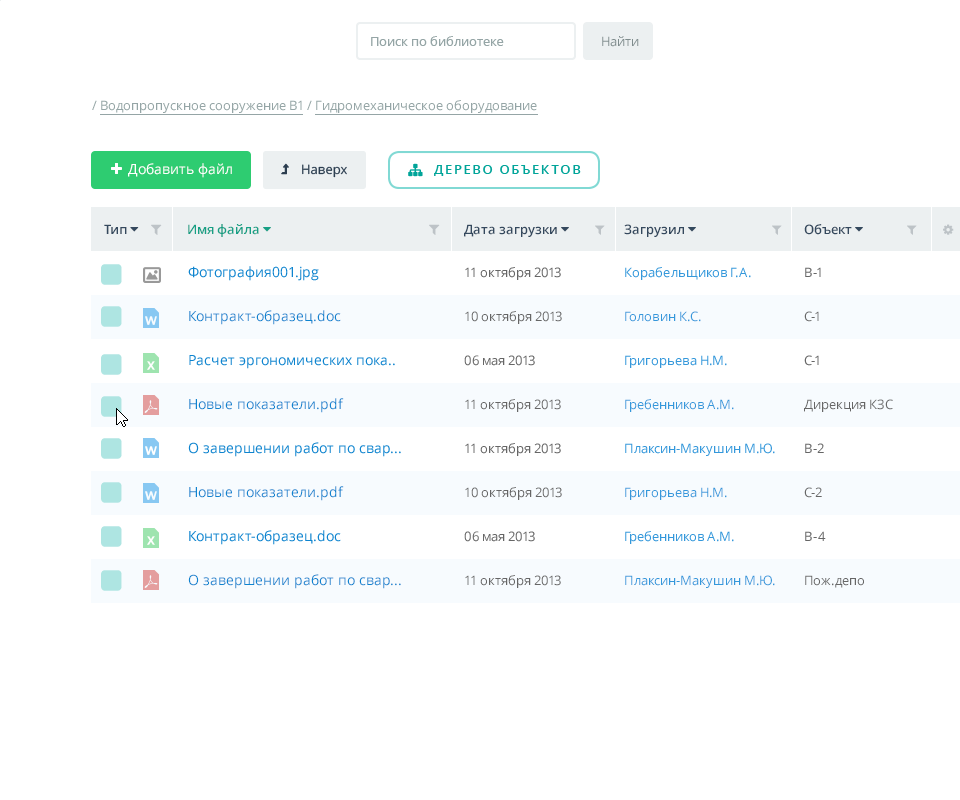 Поиск по библиотеке Найти
/ Водопропускное сооружение В1 / Гидромеханическое оборудование
Добавить файл Наверх ДЕРЕВО ОБЪЕКТОВ
Тип Имя файла Дата загрузки Загрузил Объект
Фотография001.jpg 11 октября 2013 Корабельщиков Г.А. В-1
W Контракт-образец.doc 10 октября 2013 Головин К.С. С-1
X Расчет эргономических пока.. 06 мая 2013 Григорьева Н.М. С-1
Новые показатели.pdf 11 октября 2013 Гребенников А.М. Дирекция КЗС
W О завершении работ по свар... 11 октября 2013 Плаксин-Макушин М.Ю. В-2
W Новые показатели.pdf 10 октября 2013 Григорьева Н.М. С-2
X Контракт-образец.doc 06 мая 2013 Гребенников А.М. В-4
О завершении работ по свар... 11 октября 2013 Плаксин-Макушин М.Ю. Пож.депо